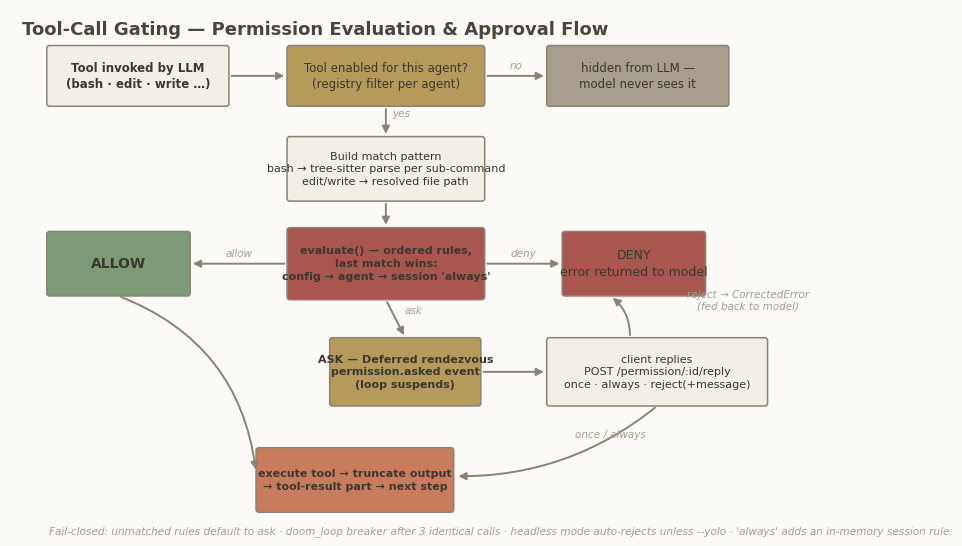 Tool-Call Gating — Permission Evaluation & Approval Flow
Tool invoked by LLM
(bash · edit · write …)
Tool enabled for this agent?
(registry filter per agent)
no
hidden from LLM —
model never sees it
yes
Build match pattern
bash → tree-sitter parse per sub-command
edit/write → resolved file path
ALLOW
allow
evaluate() — ordered rules,
last match wins:
config → agent → session 'always'
deny
DENY
error returned to model
reject → CorrectedError
(fed back to model)
ask
ASK — Deferred rendezvous
permission.asked event
(loop suspends)
client replies
POST /permission/:id/reply
once · always · reject(+message)
once / always
execute tool → truncate output
→ tool-result part → next step
Fail-closed: unmatched rules default to ask · doom_loop breaker after 3 identical calls · headless mode auto-rejects unless --yolo · 'always' adds an in-memory session rule.